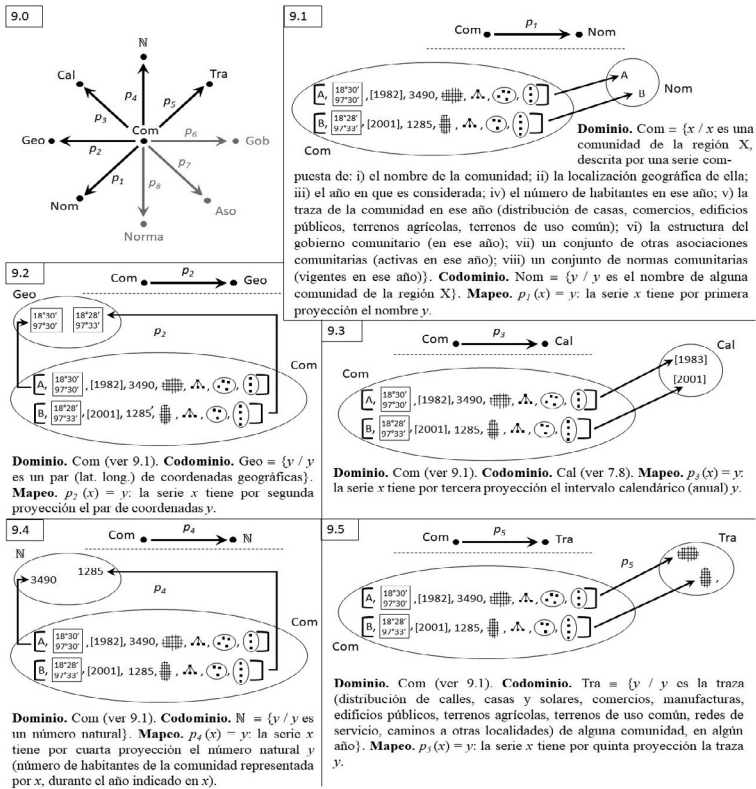 9.0
ℕ
Cal
Tra
p4
p3
p5
Com
Geo
p2
p6
Gob
p1
p8
p7
Nom
Aso
Norma
9.1
Com p1 Nom
A, 18°30′ 97°30′ ,[1982], 3490, , , ,
B, 18°28′ 97°33′ ,[2001], 1285, , , ,
A
B
Nom
Com
Dominio. Com = {x / x es una
comunidad de la región X,
descrita por una serie com-
puesta de: i) el nombre de la comunidad; ii) la localización geográfica de ella;
iii) el año en que es considerada; iv) el número de habitantes en ese año; v) la
traza de la comunidad en ese año (distribución de casas, comercios, edificios
públicos, terrenos agrícolas, terrenos de uso común); vi) la estructura del
gobierno comunitario (en ese año); vii) un conjunto de otras asociaciones
comunitarias (activas en ese año); viii) un conjunto de normas comunitarias
(vigentes en ese año)}. Codominio. Nom = {y / y es el nombre de alguna
comunidad de la región X}. Mapeo. p1 (x) = y: la serie x tiene por primera
proyección el nombre y.
9.2
Com p2 Geo
Geo
18°30′ 97°30′
18°28′ 97°33′
p2
Com
A, 18°30′ 97°30′ ,[1982], 3490, , , ,
B, 18°28′ 97°33′ ,[2001], 1285, , , ,
Dominio. Com (ver 9.1). Codominio. Geo = {y / y
es un par (lat. long.) de coordenadas geográficas}.
Mapeo. p2 (x) = y: la serie x tiene por segunda
proyección el par de coordenadas y.
9.3
Com p3 Cal
Cal
[1983]
[2001]
Com
A, 18°30′ 97°30′ ,[1982], 3490, , , ,
B, 18°28′ 97°33′ ,[2001], 1285, , , ,
Dominio. Com (ver 9.1). Codominio. Cal (ver 7.8). Mapeo. p3 (x) = y:
la serie x tiene por tercera proyección el intervalo calendárico (anual) y.
9.4
Com p4 ℕ
ℕ
3490
1285
p4
Com
A, 18°30′ 97°30′ ,[1982], 3490, , , ,
B, 18°28′ 97°33′ ,[2001], 1285, , , ,
Dominio. Com (ver 9.1). Codominio. ℕ = {y / y es
un número natural}. Mapeo. p4 (x) = y: la serie x
tiene por cuarta proyección el número natural y
(número de habitantes de la comunidad representada
por x, durante el año indicado en x).
9.5
Com p5 Tra
Tra
p5
A, 18°30′ 97°30′ ,[1982], 3490, , , ,
B, 18°28′ 97°33′ ,[2001], 1285, , , ,
Com
Dominio. Com (ver 9.1). Codominio. Tra = {y / y es la traza
(distribución de calles, casas y solares, comercios, manufacturas,
edificios públicos, terrenos agrícolas, terrenos de uso común, redes de
servicio, caminos a otras localidades) de alguna comunidad, en algún
año}. Mapeo. p5 (x) = y: la serie x tiene por quinta proyección la traza
y.